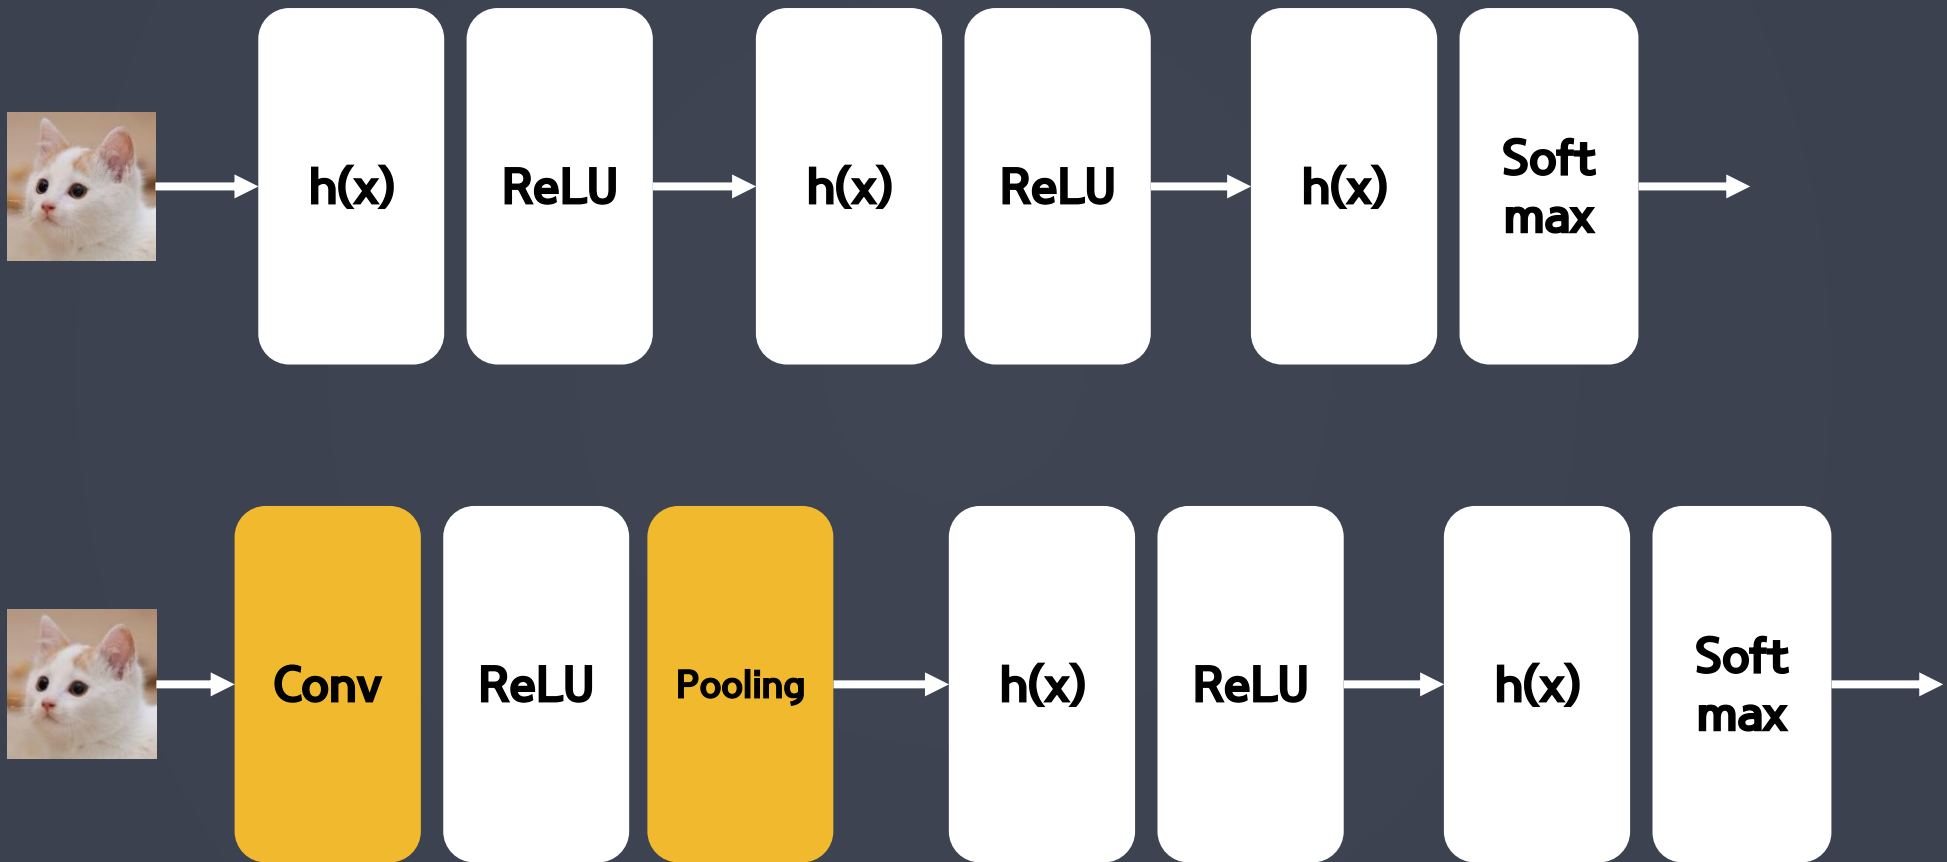 h(x)
ReLU
h(x)
ReLU
h(x)
Soft
max
Conv
ReLU
Pooling
h(x)
ReLU
h(x)
Soft
max